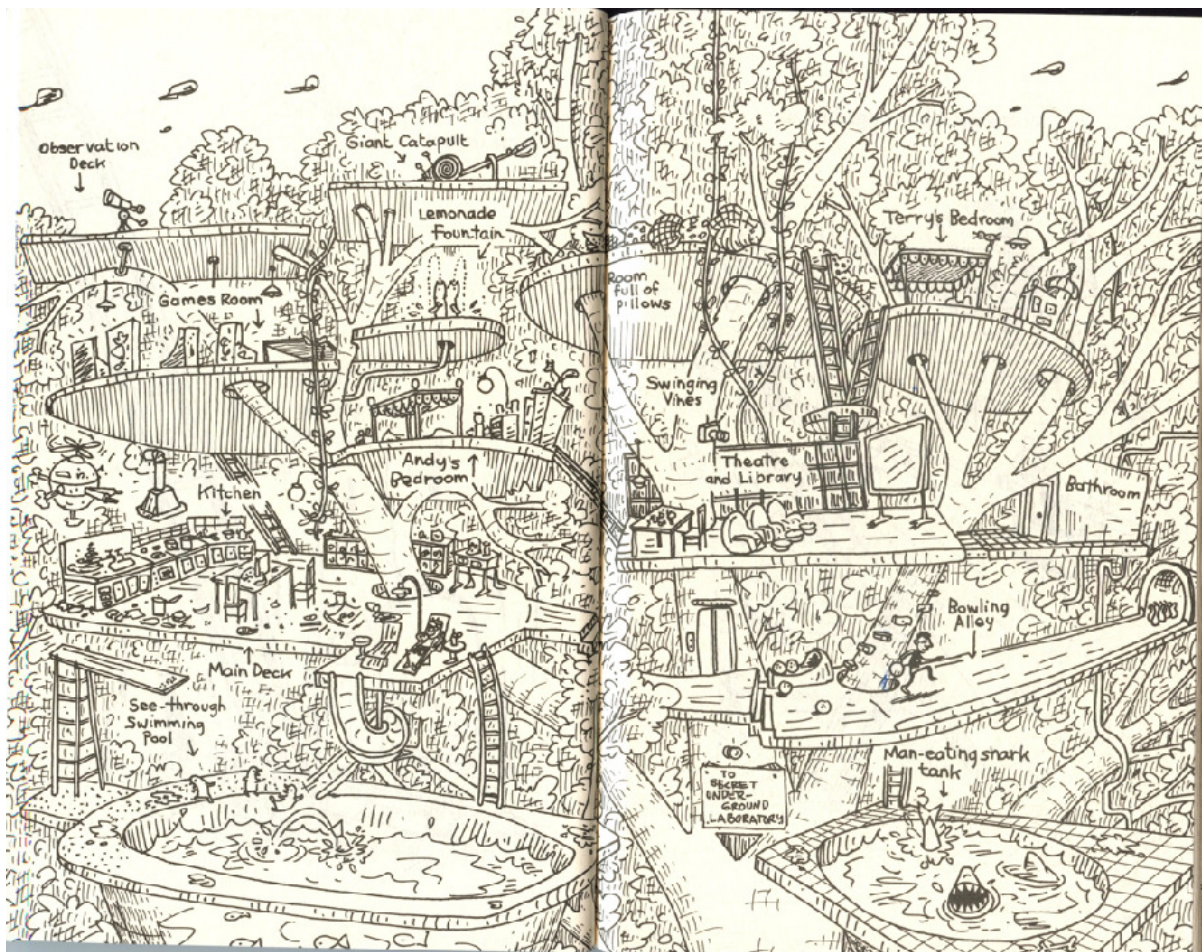 Observation
Deck
Giant Catapult
Lemonade
Fountain
Games Room
Andy's
Bedroom
Kitchen
Main Deck
See-through
Swimming
Pool
Room
full of
pillows
Terry's Bedroom
Swinging
Vines
Theatre
and Library
Bathroom
Bowling
Alley
Man-eating shark
tank
TO
SECRET
UNDER-
GROUND
LABORATORY